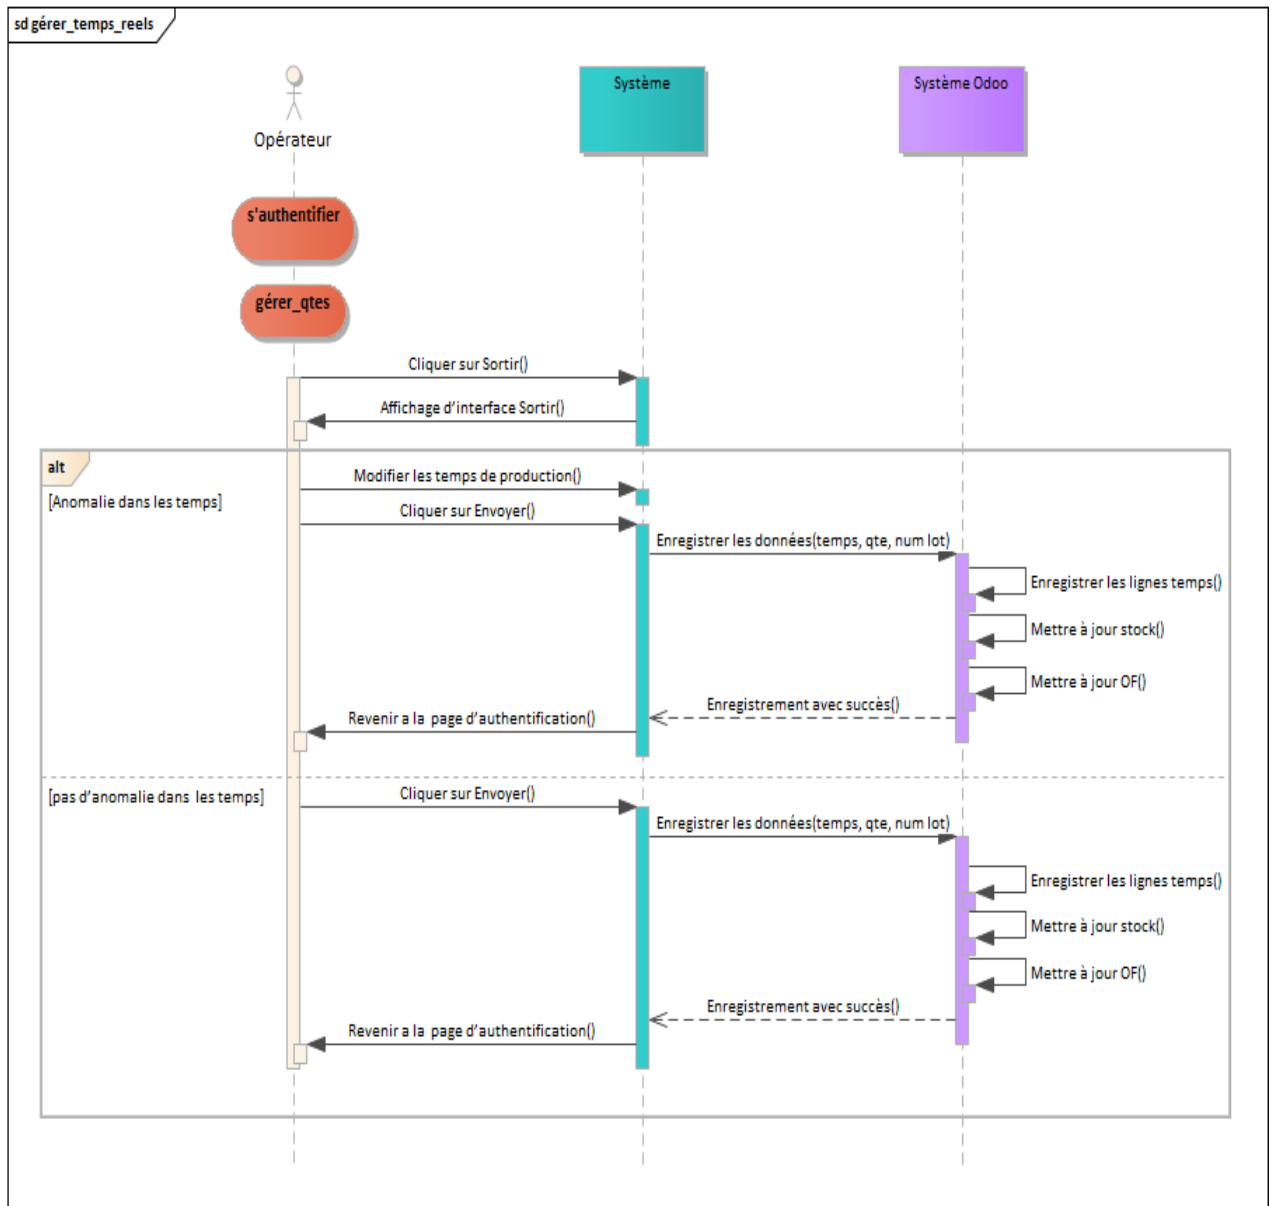 sd gérer_temps_reels
Système
Système Odoo
Opérateur
s'authentifier
gérer_qtes
Cliquer sur Sortir()
Affichage d’interface Sortir()
alt
[Anomalie dans les temps]
Modifier les temps de production()
Cliquer sur Envoyer()
Enregistrer les données(temps, qte, num lot)
Enregistrer les lignes temps()
Mettre à jour stock()
Mettre à jour OF()
Enregistrement avec succès()
Revenir a la page d’authentification()
[pas d’anomalie dans les temps]
Cliquer sur Envoyer()
Enregistrer les données(temps, qte, num lot)
Enregistrer les lignes temps()
Mettre à jour stock()
Mettre à jour OF()
Enregistrement avec succès()
Revenir a la page d’authentification()